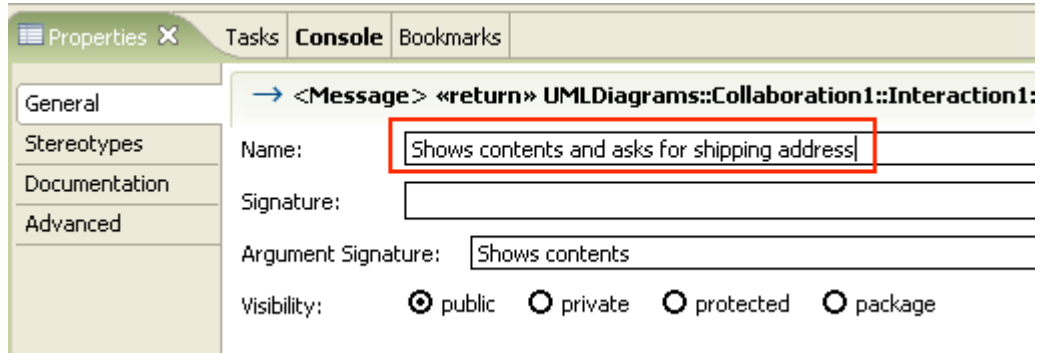 Properties Tasks Console Bookmarks
General
Stereotypes
Documentation
Advanced
<Message> «return» UMLDiagrams::Collaboration1::Interaction1:
Name: Shows contents and asks for shipping address
Signature:
Argument Signature: Shows contents
Visibility: public private protected package